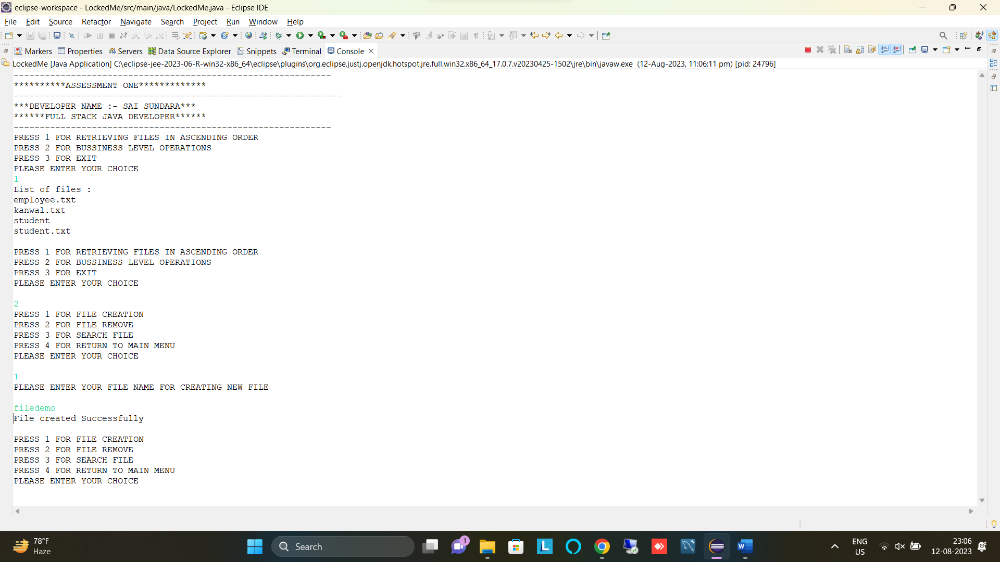 eclipse-workspace - LockedMe/src/main/java/LockedMe.java - Eclipse IDE
File Edit Source Refactor Navigate Search Project Run Window Help
Markers Properties Servers Data Source Explorer Snippets Terminal Console
LockedMe [Java Application] C:\eclipse-jee-2023-06-R-win32-x86_64\eclipse\plugins\org.eclipse.justj.openjdk.hotspot.jre.full.win32.x86_64_17.0.7.v20230425-1502\jre\bin\javaw.exe (12-Aug-2023, 11:06:11 pm) [pid: 24796]
-------------------------------------------------------------
**********ASSESSMENT ONE*************
---------------------------------------------------------------
***DEVELOPER NAME :- SAI SUNDARA***
******FULL STACK JAVA DEVELOPER******
-------------------------------------------------------------
PRESS 1 FOR RETRIEVING FILES IN ASCENDING ORDER
PRESS 2 FOR BUSSINESS LEVEL OPERATIONS
PRESS 3 FOR EXIT
PLEASE ENTER YOUR CHOICE
1
List of files :
employee.txt
kanwal.txt
student
student.txt
PRESS 1 FOR RETRIEVING FILES IN ASCENDING ORDER
PRESS 2 FOR BUSSINESS LEVEL OPERATIONS
PRESS 3 FOR EXIT
PLEASE ENTER YOUR CHOICE
2
PRESS 1 FOR FILE CREATION
PRESS 2 FOR FILE REMOVE
PRESS 3 FOR SEARCH FILE
PRESS 4 FOR RETURN TO MAIN MENU
PLEASE ENTER YOUR CHOICE
1
PLEASE ENTER YOUR FILE NAME FOR CREATING NEW FILE
filedemo
File created Successfully
PRESS 1 FOR FILE CREATION
PRESS 2 FOR FILE REMOVE
PRESS 3 FOR SEARCH FILE
PRESS 4 FOR RETURN TO MAIN MENU
PLEASE ENTER YOUR CHOICE
78°F
Haze
Search
1
L
W
ENG
US
23:06
12-08-2023